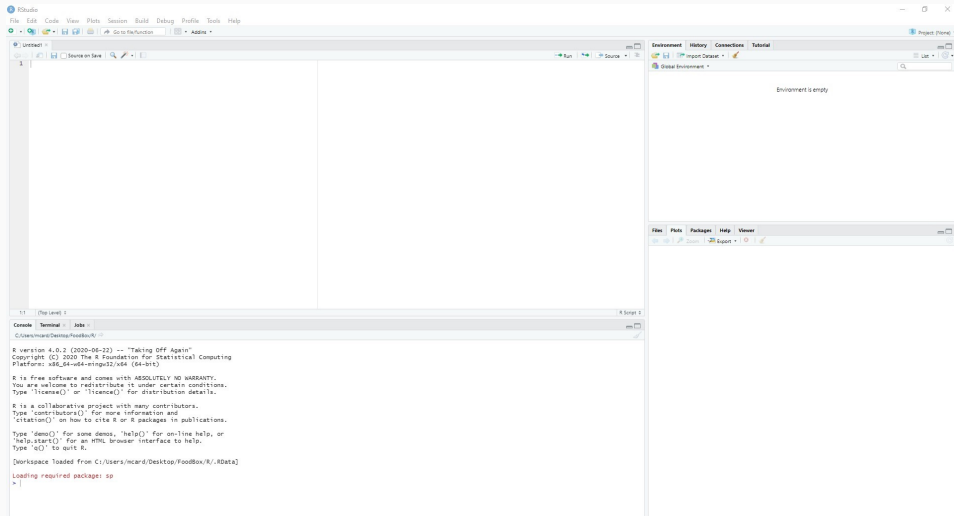 RStudio
File Edit Code View Plots Session Build Debug Profile Tools Help
Go to file/function Addins Project: (None)
Untitled1
Source on Save Run Source
1
1:1 (Top Level) R Script
Console Terminal Jobs
C:/Users/mcard/Desktop/FoodBox/R/
R version 4.0.2 (2020-06-22) -- "Taking Off Again"
Copyright (C) 2020 The R Foundation for Statistical Computing
Platform: x86_64-w64-mingw32/x64 (64-bit)
R is free software and comes with ABSOLUTELY NO WARRANTY.
You are welcome to redistribute it under certain conditions.
Type 'license()' or 'licence()' for distribution details.
R is a collaborative project with many contributors.
Type 'contributors()' for more information and
'citation()' on how to cite R or R packages in publications.
Type 'demo()' for some demos, 'help()' for on-line help, or
'help.start()' for an HTML browser interface to help.
Type 'q()' to quit R.
[Workspace loaded from C:/Users/mcard/Desktop/FoodBox/R/.RData]
Loading required package: sp
>
Environment History Connections Tutorial
Import Dataset List
Global Environment
Environment is empty
Files Plots Packages Help Viewer
Zoom Export